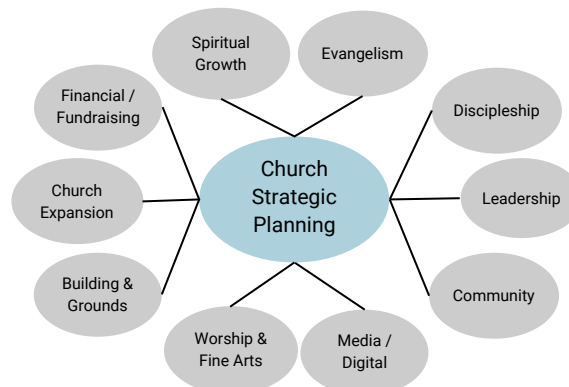 Spiritual
Growth
Evangelism
Financial /
Fundraising
Discipleship
Church
Strategic
Planning
Church
Expansion
Leadership
Building &
Grounds
Community
Worship &
Fine Arts
Media /
Digital